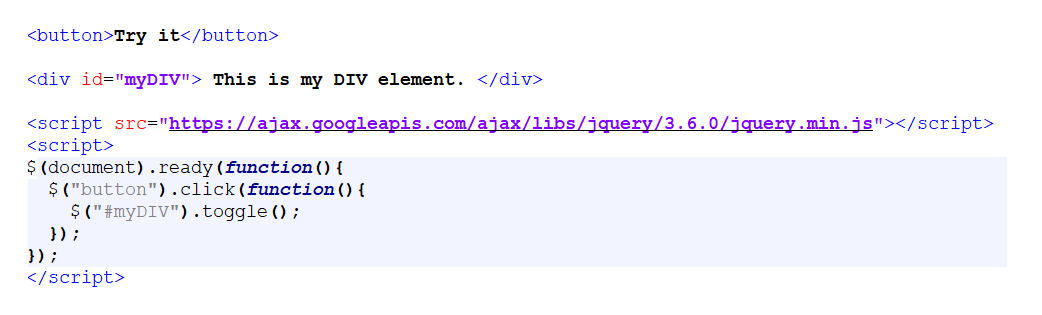 <button>Try it</button>
<div id="myDIV"> This is my DIV element. </div>
<script src="https://ajax.googleapis.com/ajax/libs/jquery/3.6.0/jquery.min.js"></script>
<script>
$(document).ready(function(){
  $("button").click(function(){
    $("#myDIV").toggle();
  });
});
</script>